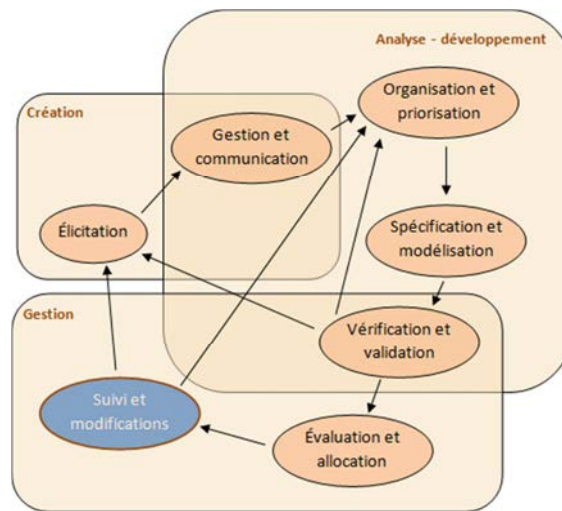 Analyse - développement
Organisation et
priorisation
Création
Gestion et
communication
Élicitation
Spécification et
modélisation
Gestion
Vérification et
validation
Suivi et
modifications
Évaluation et
allocation